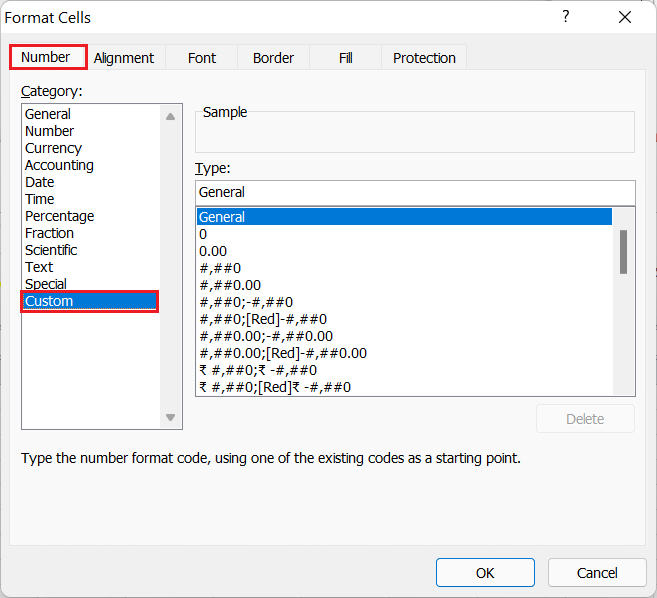 Format Cells ?
Number Alignment Font Border Fill Protection
Category:
General
Number
Currency
Accounting
Date
Time
Percentage
Fraction
Scientific
Text
Special
Custom
Sample
Type:
General
General
0
0.00
#,##0
#,##0.00
#,##0;-#,##0
#,##0;[Red]-#,##0
#,##0.00;-#,##0.00
#,##0.00;[Red]-#,##0.00
₹ #,##0;₹ -#,##0
₹ #,##0;[Red]₹ -#,##0
Delete
Type the number format code, using one of the existing codes as a starting point.
OK Cancel